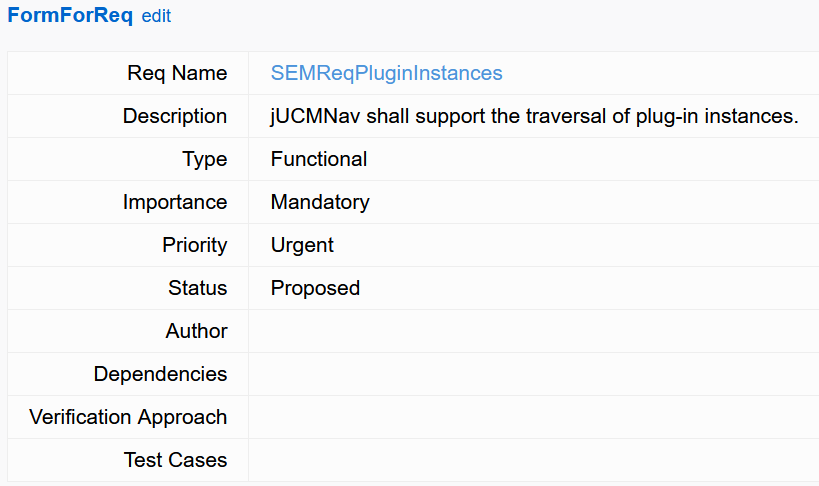 FormForReq edit
Req Name SEMReqPluginInstances
Description jUCMNav shall support the traversal of plug-in instances.
Type Functional
Importance Mandatory
Priority Urgent
Status Proposed
Author
Dependencies
Verification Approach
Test Cases